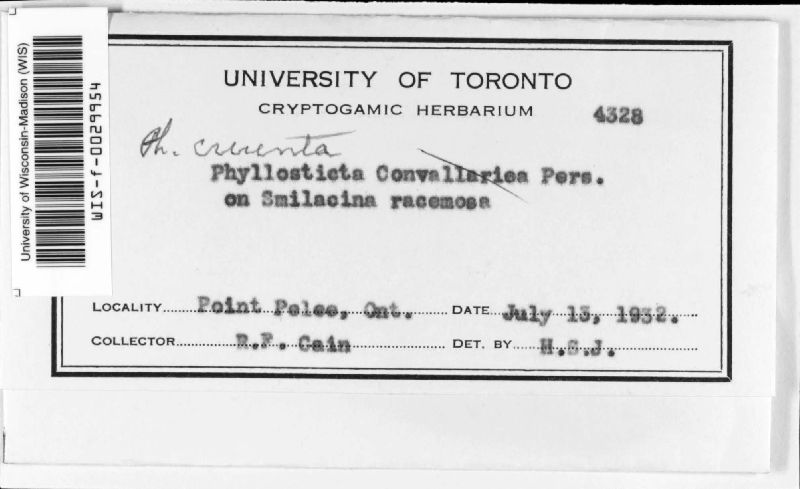 University of Wisconsin-Madison (WIS)
WIS-f-0029954
UNIVERSITY OF TORONTO
CRYPTOGAMIC HERBARIUM 4328
Ph. cruenta
Phyllosticta Convallariea Pers.
on Smilacina racemosa
LOCALITY Point Pelee, Ont. DATE July 13, 1932.
COLLECTOR R.F. Cain DET. BY H.S.J.